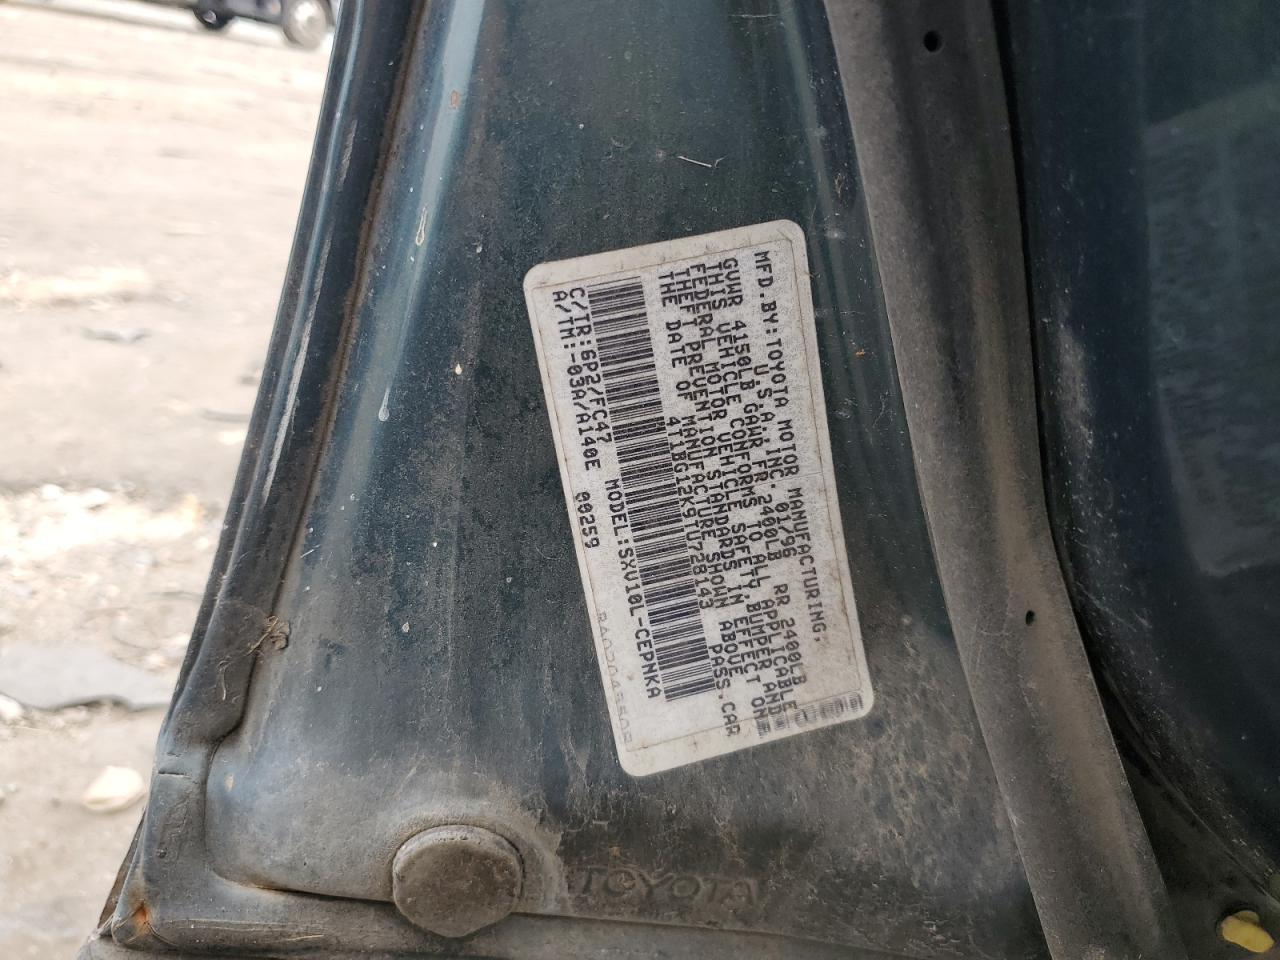 MFD.BY:TOYOTA MOTOR MANUFACTURING,
U.S.A.,INC. 01/96
GVWR 4150LB GAWR FR 2400LB RR 2400LB
THIS VEHICLE CONFORMS TO ALL APPLICABLE
FEDERAL MOTOR VEHICLE SAFETY, BUMPER AND
THEFT PREVENTION STANDARDS IN EFFECT ON
THE DATE OF MANUFACTURE SHOWN ABOVE
4T1BG12KX9TU728143 PASS.CAR
C/TR:6P2/FC47 MODEL:SXV10L-CEPNKA
A/TM:-03A/A140E 90259
TOYOTA